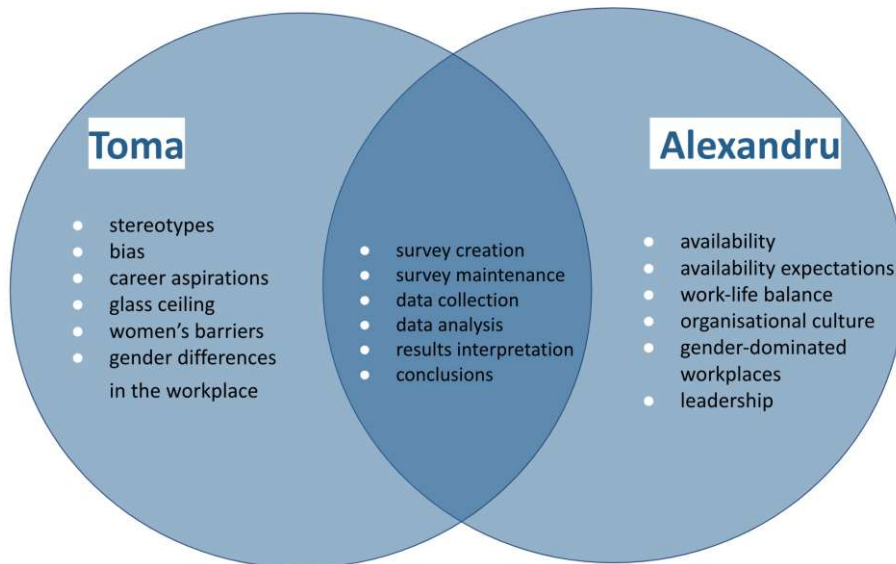 Toma
stereotypes
bias
career aspirations
glass ceiling
women's barriers
gender differences
in the workplace
survey creation
survey maintenance
data collection
data analysis
results interpretation
conclusions
Alexandru
availability
availability expectations
work-life balance
organisational culture
gender-dominated
workplaces
leadership